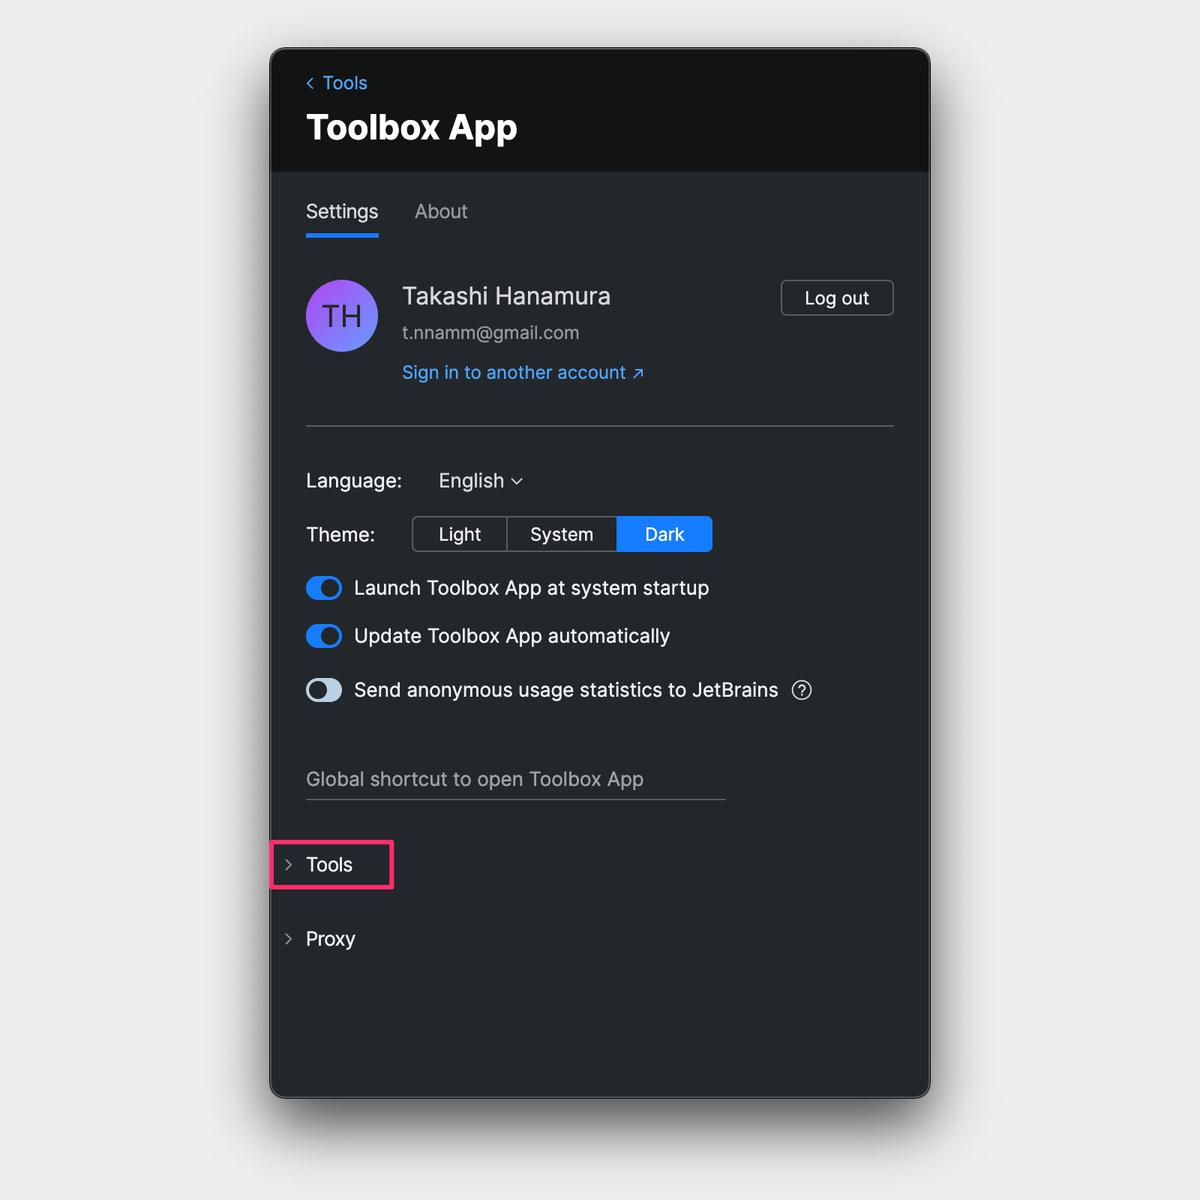 Tools
Toolbox App
Settings About
TH
Takashi Hanamura
Log out
t.nnamm@gmail.com
Sign in to another account ↗
Language: English
Theme: Light System Dark
Launch Toolbox App at system startup
Update Toolbox App automatically
Send anonymous usage statistics to JetBrains ?
Global shortcut to open Toolbox App
Tools
Proxy